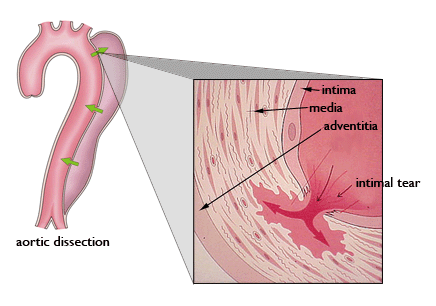 intima
media
adventitia
intimal tear
aortic dissection